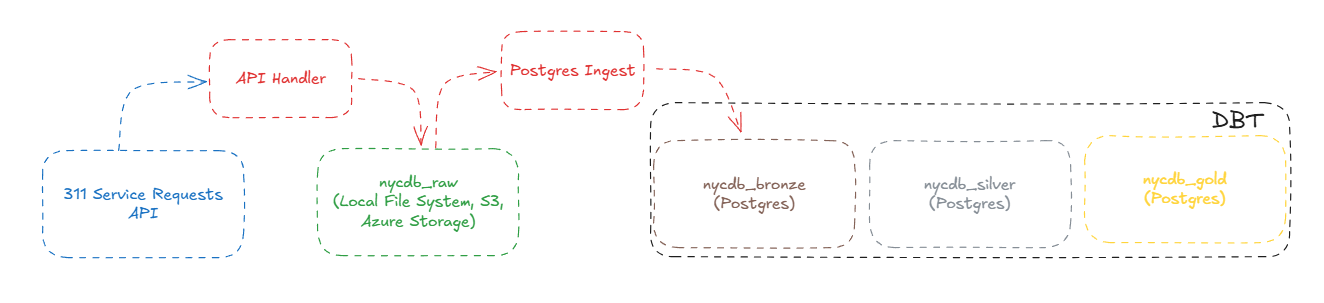 API Handler
Postgres Ingest
DBT
311 Service Requests
API
nycdb_raw
(Local File System, S3,
Azure Storage)
nycdb_bronze
(Postgres)
nycdb_silver
(Postgres)
nycdb_gold
(Postgres)